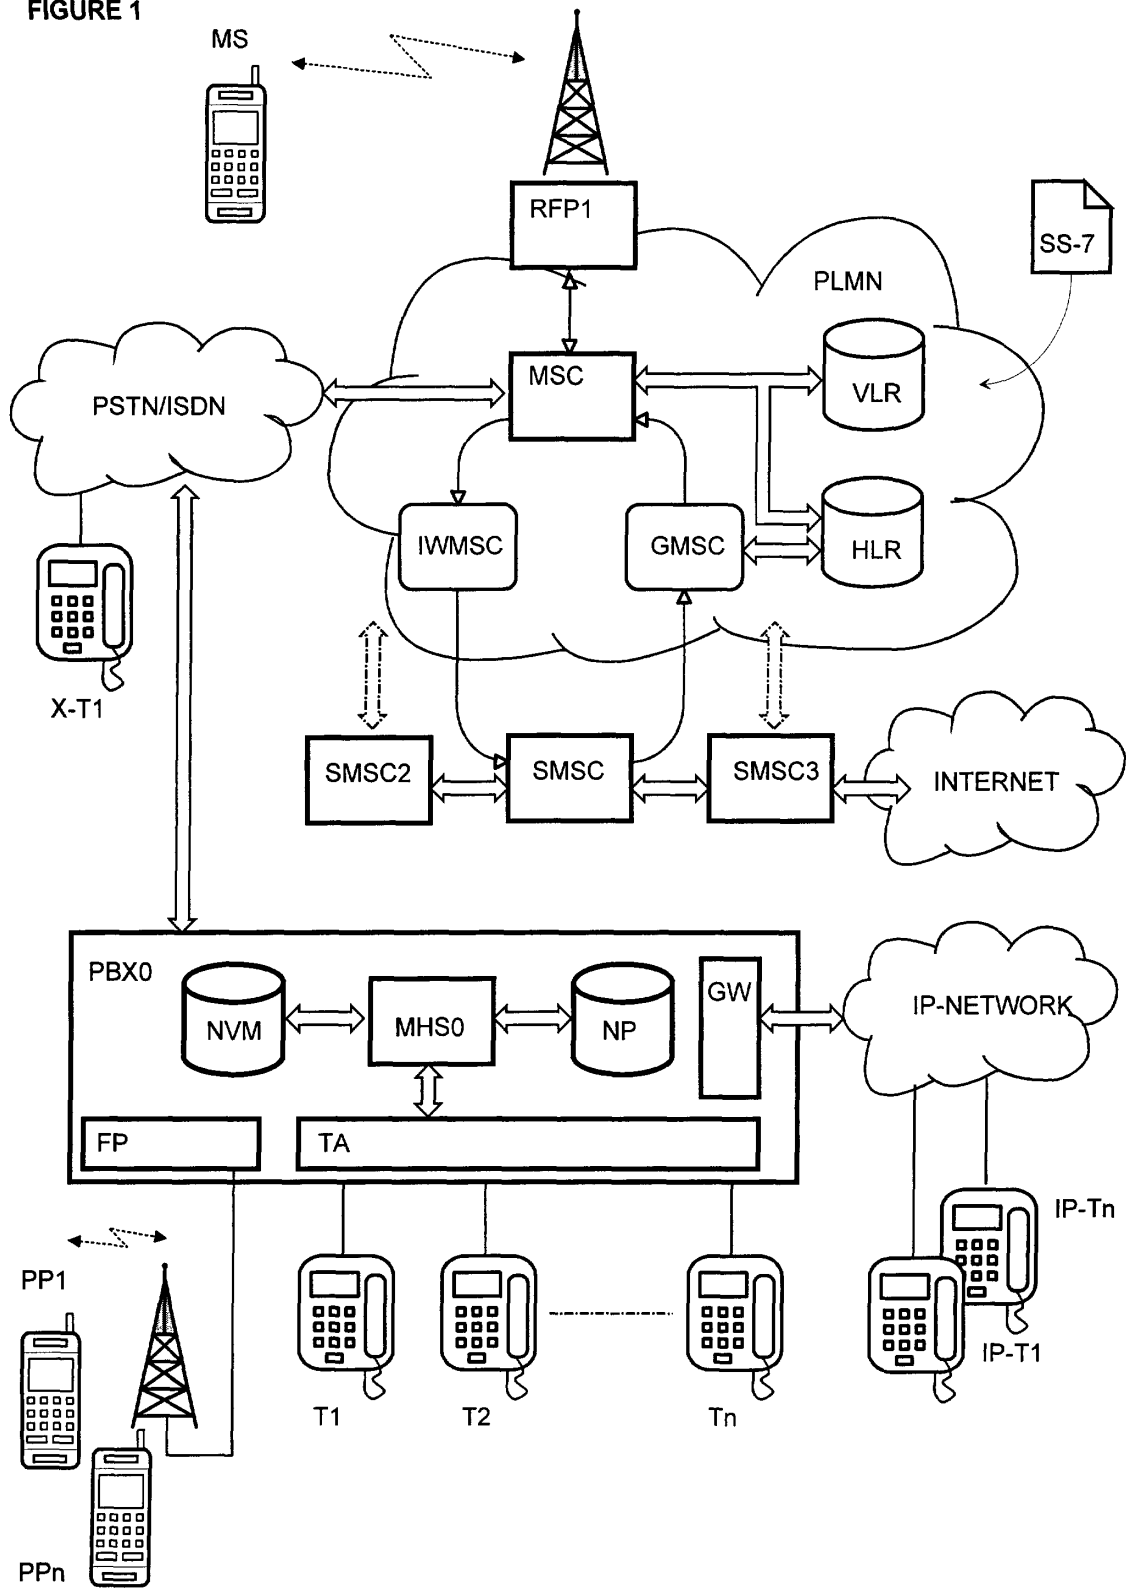 FIGURE 1
MS
RFP1
SS-7
PLMN
MSC
VLR
PSTN/ISDN
IWMSC
GMSC
HLR
X-T1
SMSC2
SMSC
SMSC3
INTERNET
PBX0
NVM
MHS0
NP
GW
IP-NETWORK
FP
TA
IP-Tn
PP1
IP-T1
T1
T2
Tn
PPn